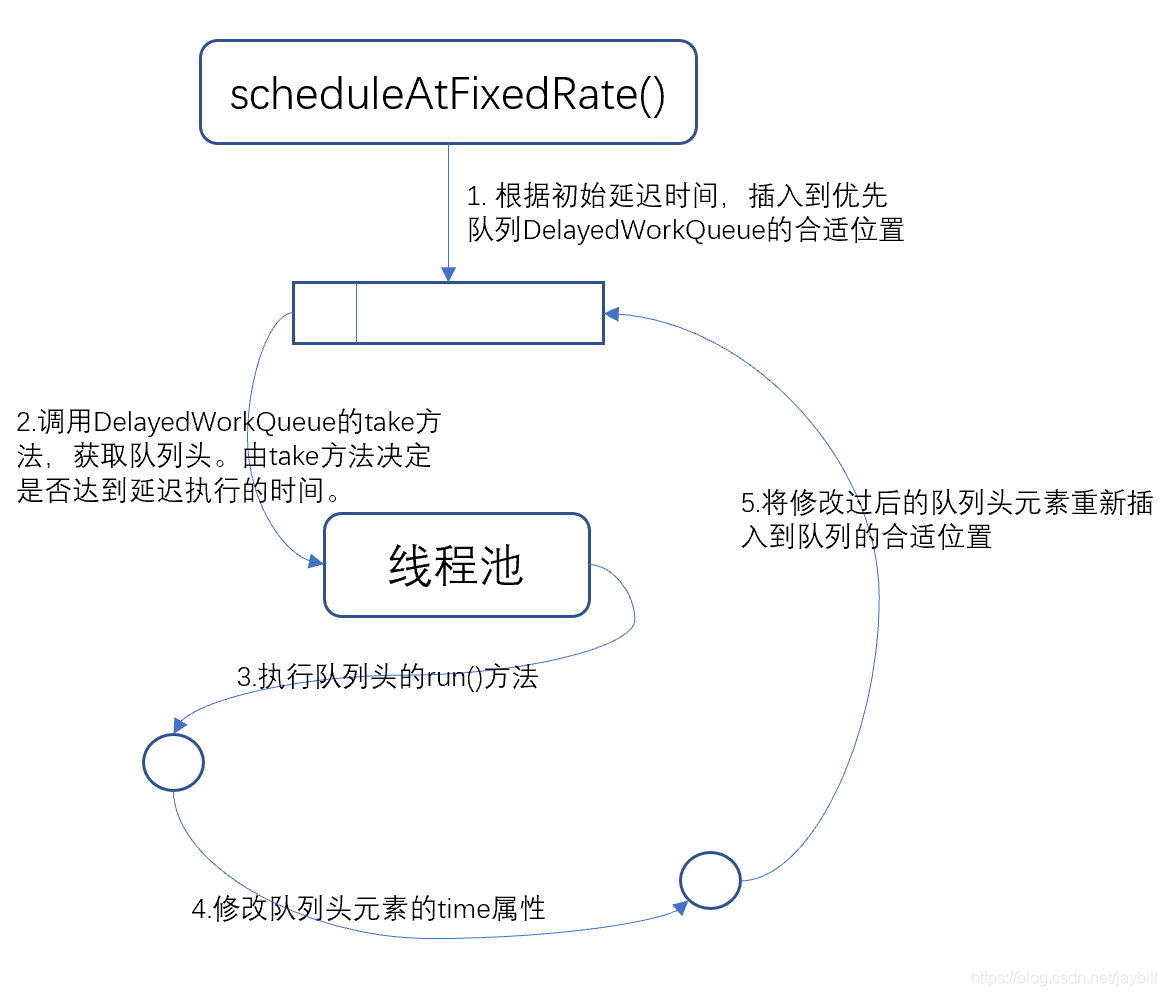 scheduleAtFixedRate()
1. 根据初始延迟时间，插入到优先
队列DelayedWorkQueue的合适位置
2.调用DelayedWorkQueue的take方
法，获取队列头。由take方法决定
是否达到延迟执行的时间。
线程池
5.将修改过后的队列头元素重新插
入到队列的合适位置
3.执行队列头的run()方法
4.修改队列头元素的time属性
https://blog.csdn.net/jaybill